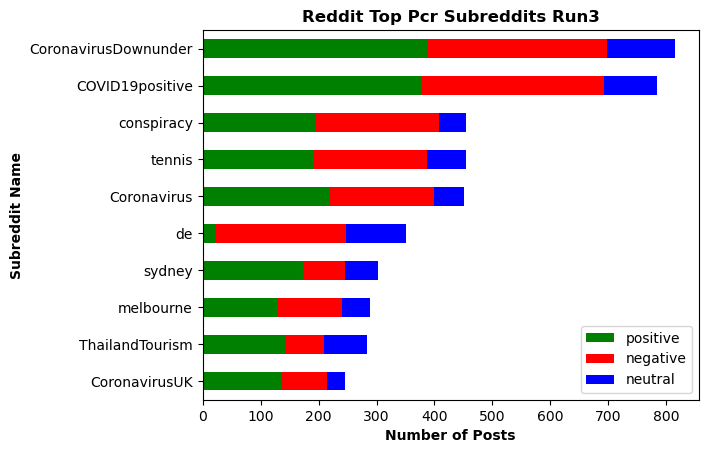 Reddit Top Pcr Subreddits Run3
Subreddit Name
CoronavirusDownunder
COVID19positive
conspiracy
tennis
Coronavirus
de
sydney
melbourne
ThailandTourism
CoronavirusUK
positive
negative
neutral
0 100 200 300 400 500 600 700 800
Number of Posts